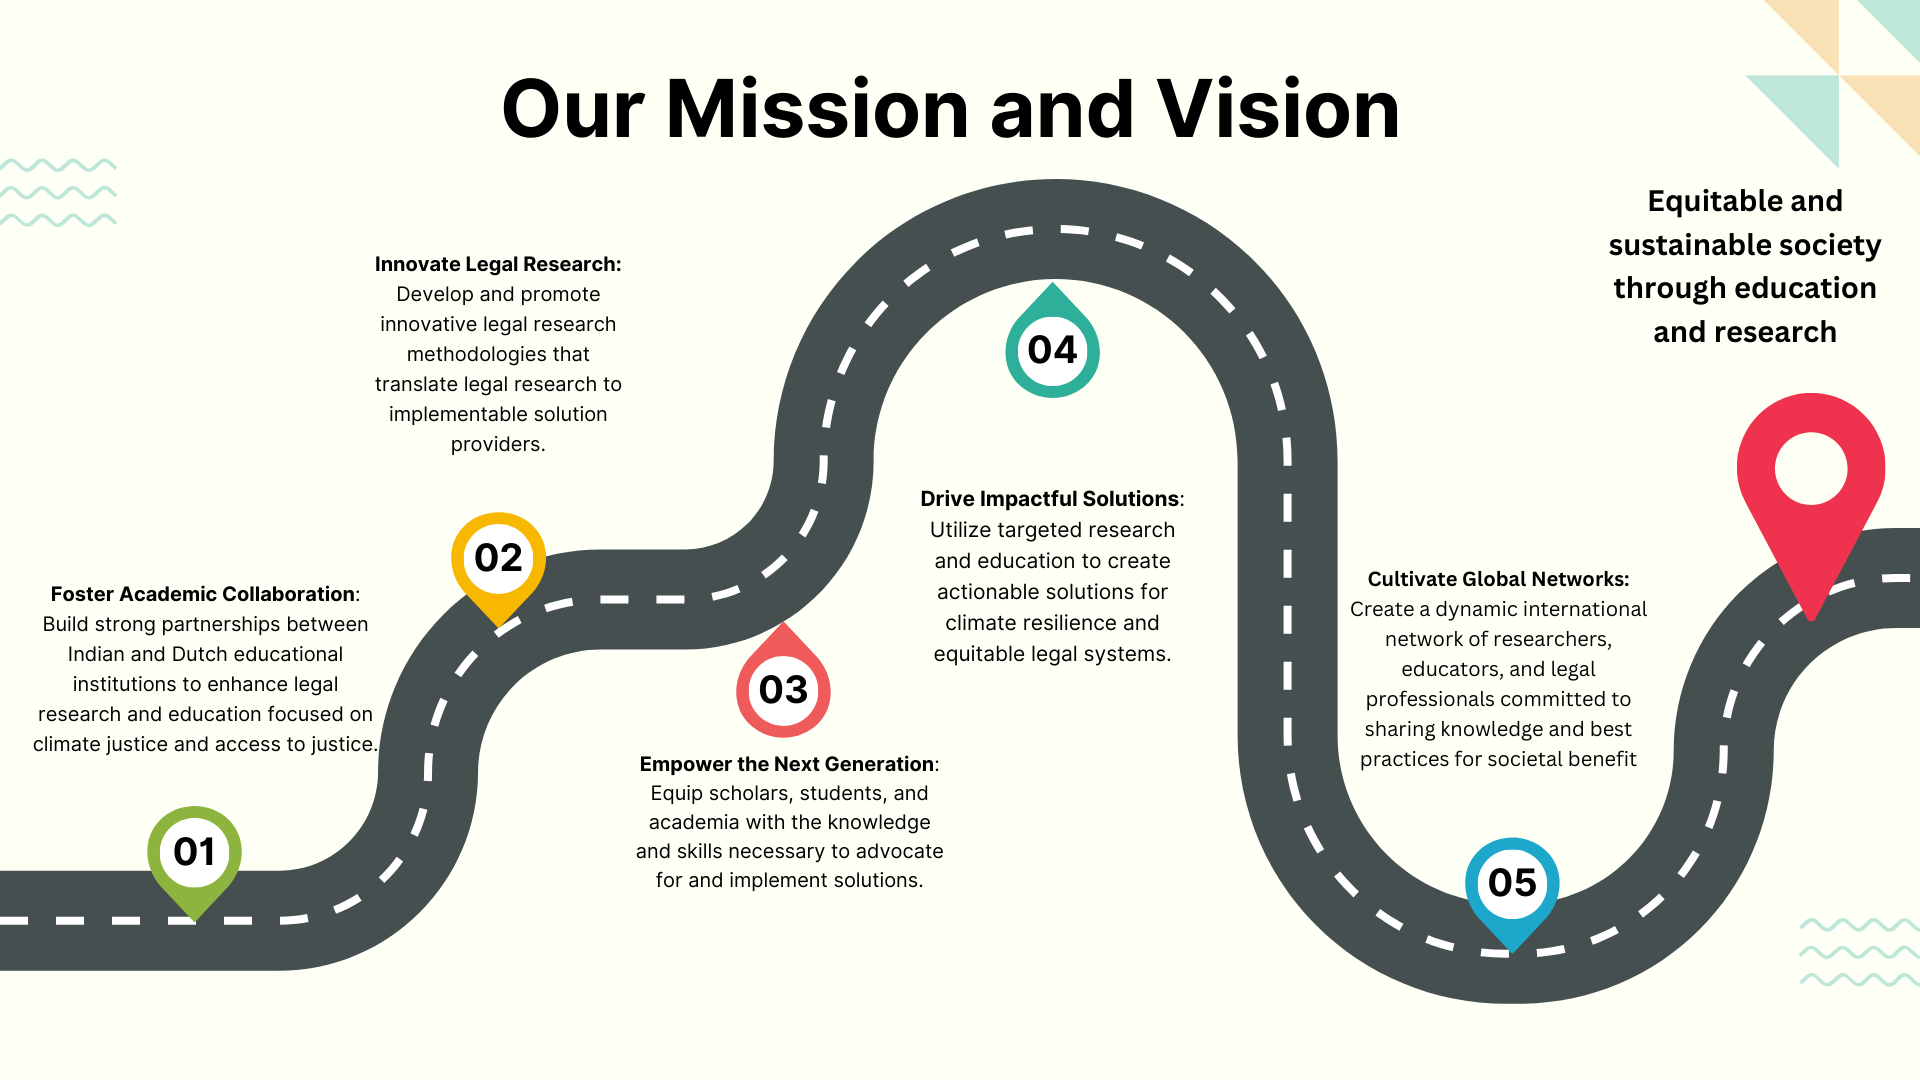 Our Mission and Vision
Foster Academic Collaboration:
Build strong partnerships between
Indian and Dutch educational
institutions to enhance legal
research and education focused on
climate justice and access to justice.
01
Innovate Legal Research:
Develop and promote
innovative legal research
methodologies that
translate legal research to
implementable solution
providers.
02
03
Empower the Next Generation:
Equip scholars, students, and
academia with the knowledge
and skills necessary to advocate
for and implement solutions.
04
Drive Impactful Solutions:
Utilize targeted research
and education to create
actionable solutions for
climate resilience and
equitable legal systems.
Cultivate Global Networks:
Create a dynamic international
network of researchers,
educators, and legal
professionals committed to
sharing knowledge and best
practices for societal benefit
05
Equitable and
sustainable society
through education
and research